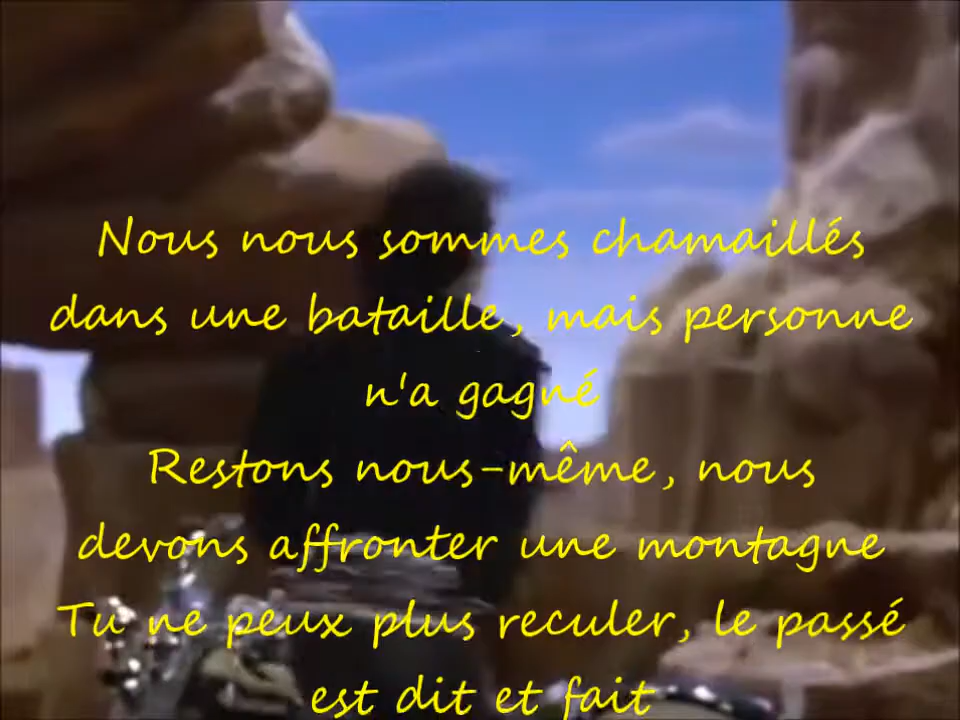 Nous nous sommes chamaillés
dans une bataille, mais personne
n'a gagné
Restons nous-même, nous
devons affronter une montagne
Tu ne peux plus reculer, le passé
est dit et fait